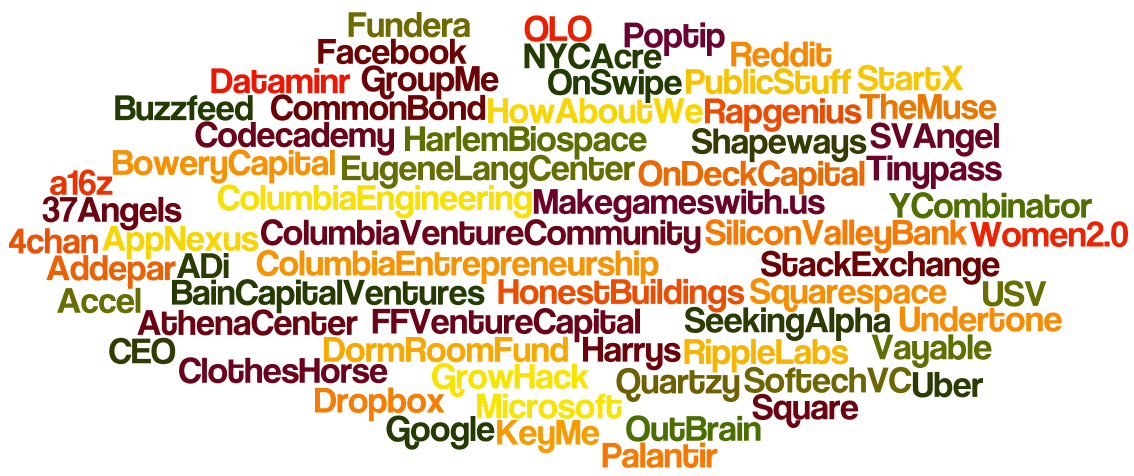 Fundera OLO Poptip
Facebook NYCAcre Reddit
Dataminr GroupMe OnSwipe PublicStuff StartX
Buzzfeed CommonBond HowAboutWe Rapgenius TheMuse
Codecademy HarlemBiospace Shapeways SVAngel
BoweryCapital EugeneLangCenter OnDeckCapital Tinypass
a16z ColumbiaEngineering Makegameswith.us YCombinator
37Angels
4chan AppNexus ColumbiaVentureCommunity SiliconValleyBank Women2.0
Addepar ADi ColumbiaEntrepreneurship StackExchange
Accel BainCapitalVentures HonestBuildings Squarespace USV
AthenaCenter FFVentureCapital SeekingAlpha Undertone
CEO DormRoomFund Harrys RippleLabs Vayable
ClothesHorse GrowHack Quartzy SoftechVC Uber
Dropbox Microsoft Square
Google KeyMe OutBrain
Palantir